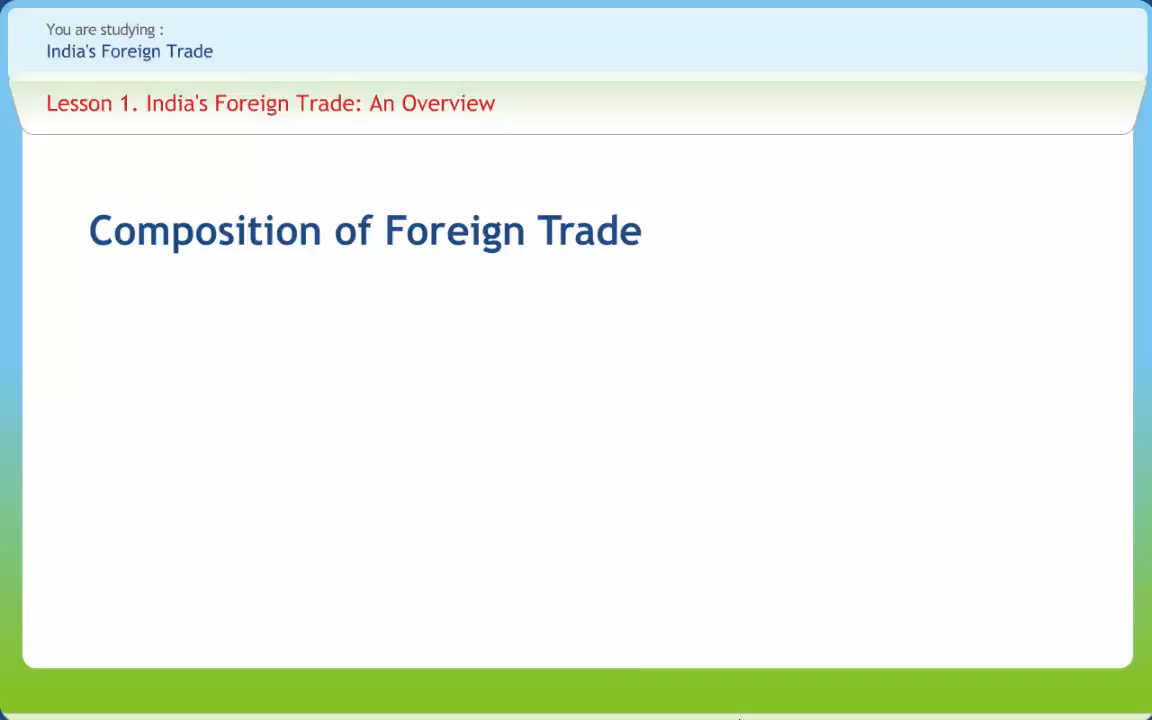 You are studying :
India's Foreign Trade
Lesson 1. India's Foreign Trade: An Overview
Composition of Foreign Trade